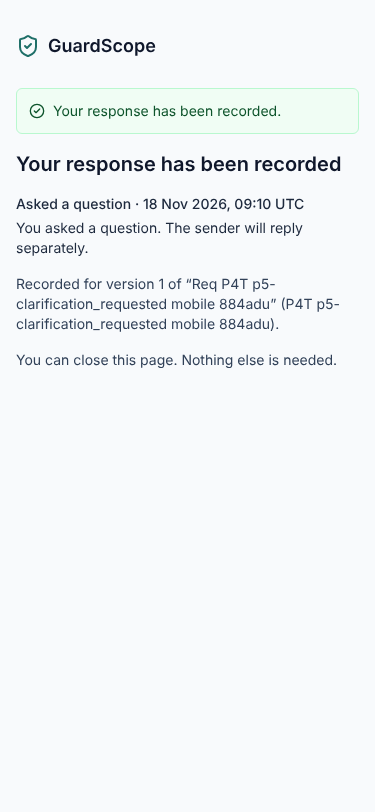 GuardScope
Your response has been recorded.
Your response has been recorded
Asked a question · 18 Nov 2026, 09:10 UTC
You asked a question. The sender will reply
separately.
Recorded for version 1 of “Req P4T p5-
clarification_requested mobile 884adu” (P4T p5-
clarification_requested mobile 884adu).
You can close this page. Nothing else is needed.